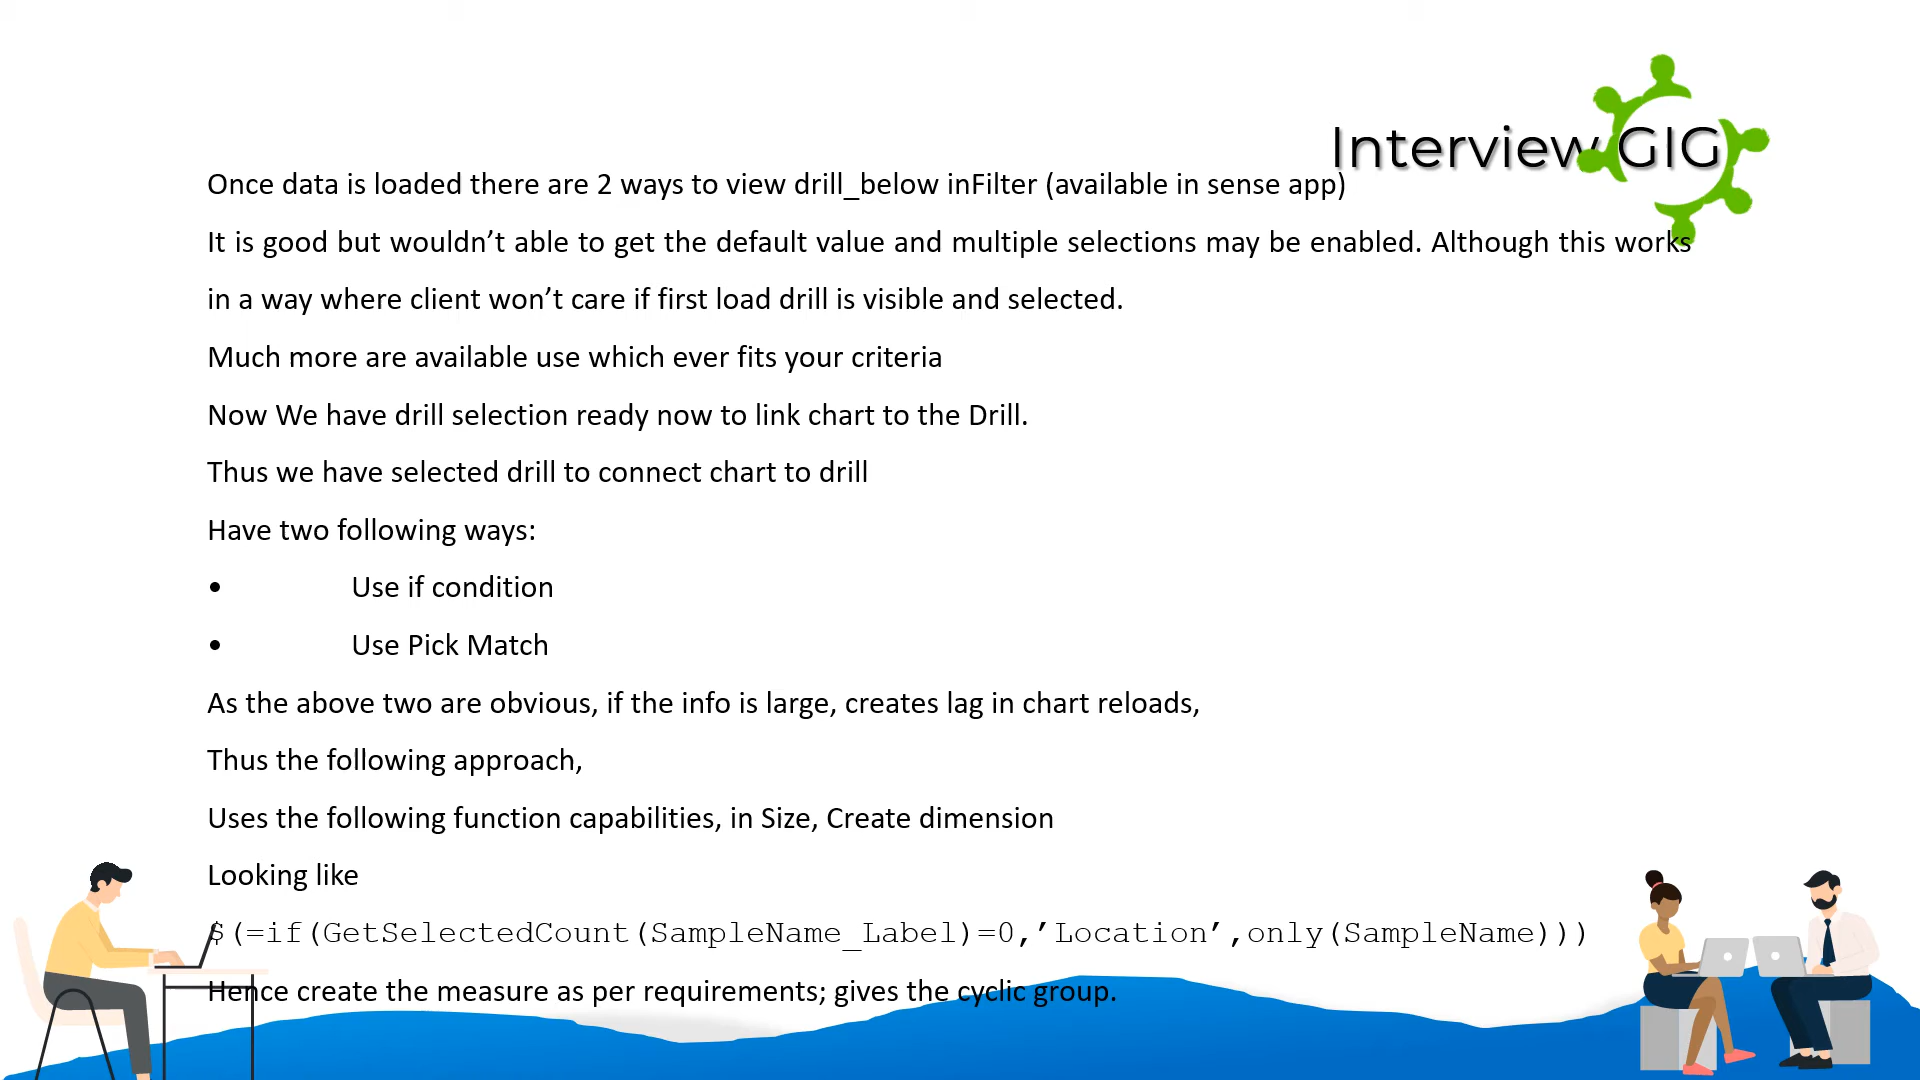 Interview GIG
Once data is loaded there are 2 ways to view drill_below inFilter (available in sense app)
It is good but wouldn’t able to get the default value and multiple selections may be enabled. Although this works
in a way where client won’t care if first load drill is visible and selected.
Much more are available use which ever fits your criteria
Now We have drill selection ready now to link chart to the Drill.
Thus we have selected drill to connect chart to drill
Have two following ways:
• Use if condition
• Use Pick Match
As the above two are obvious, if the info is large, creates lag in chart reloads,
Thus the following approach,
Uses the following function capabilities, in Size, Create dimension
Looking like
$(=if(GetSelectedCount(SampleName_Label)=0,’Location’,only(SampleName)))
Hence create the measure as per requirements; gives the cyclic group.